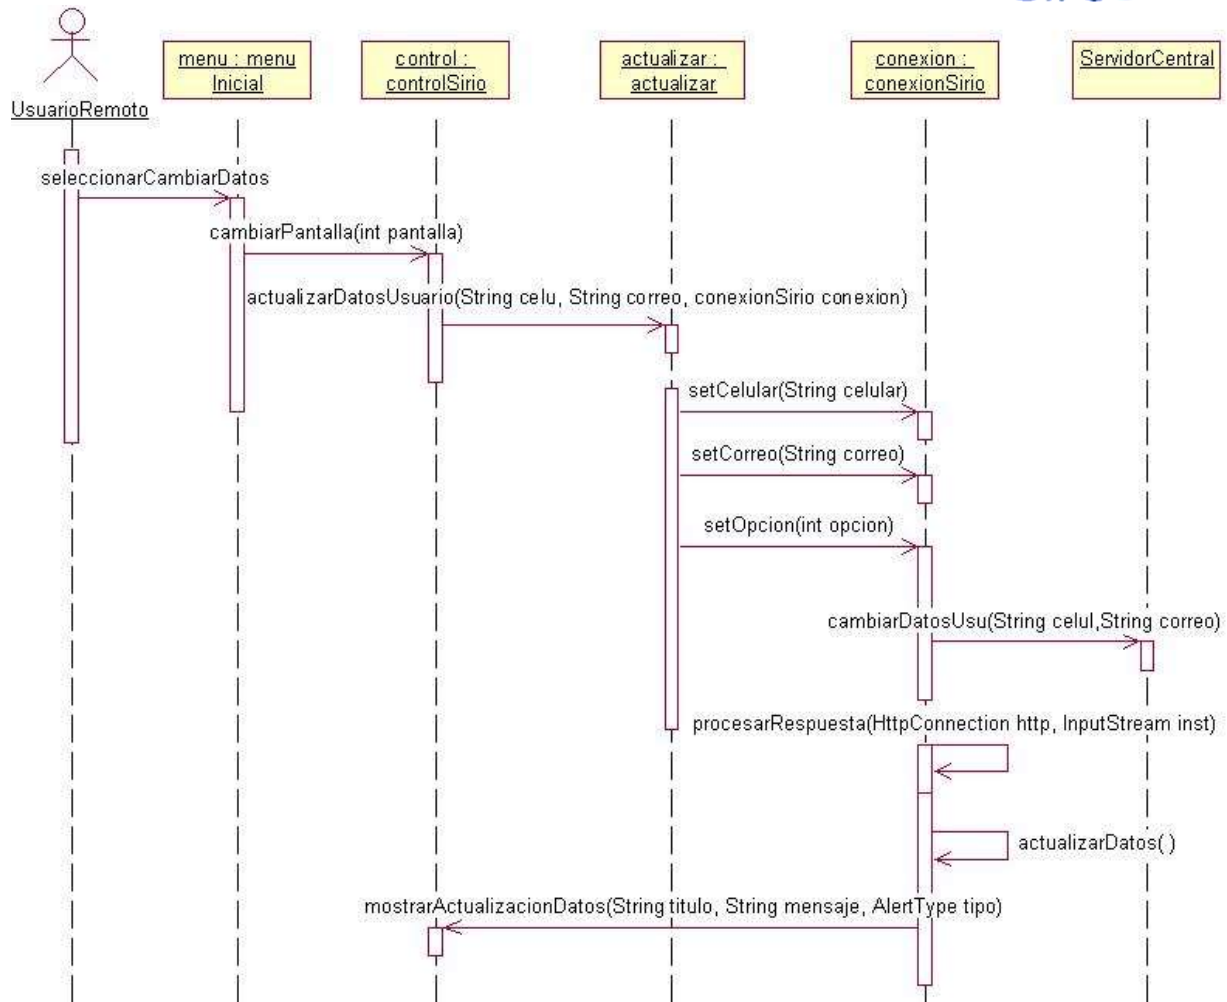 menu : menu
Inicial
control :
controlSirio
actualizar :
actualizar
conexion :
conexionSirio
ServidorCentral
UsuarioRemoto
seleccionarCambiarDatos
cambiarPantalla(int pantalla)
actualizarDatosUsuario(String celu, String correo, conexionSirio conexion)
setCelular(String celular)
setCorreo(String correo)
setOpcion(int opcion)
cambiarDatosUsu(String celul,String correo)
procesarRespuesta(HttpConnection http, InputStream inst)
actualizarDatos( )
mostrarActualizacionDatos(String titulo, String mensaje, AlertType tipo)